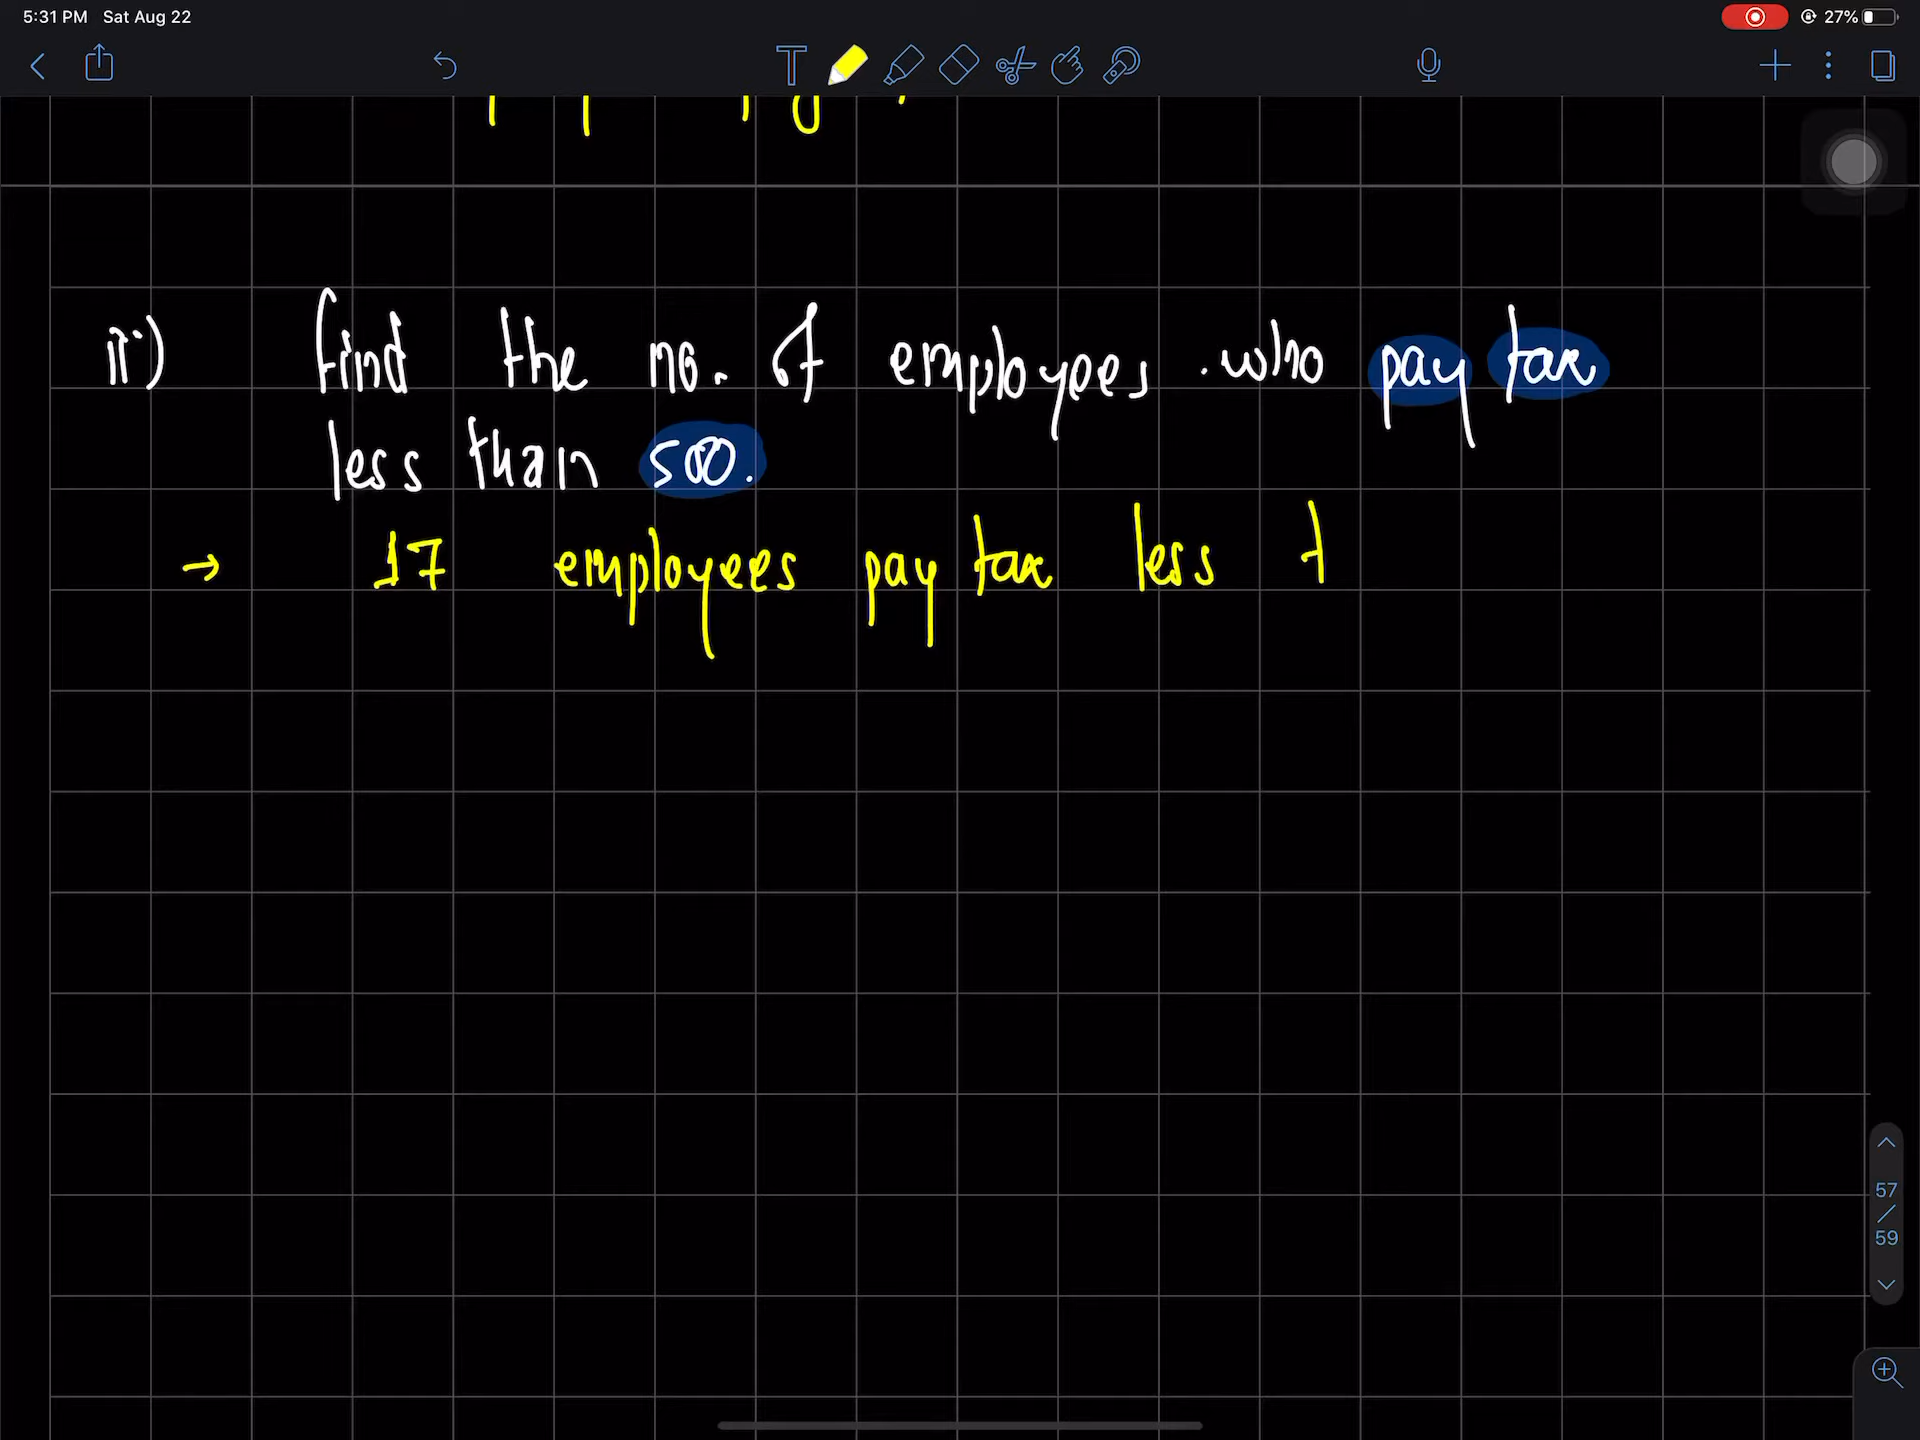 5:31 PM Sat Aug 22
27%
ii) find the no. of employees .who pay tax
less than 500.
→ 17 employees pay tax less t
57
/
59